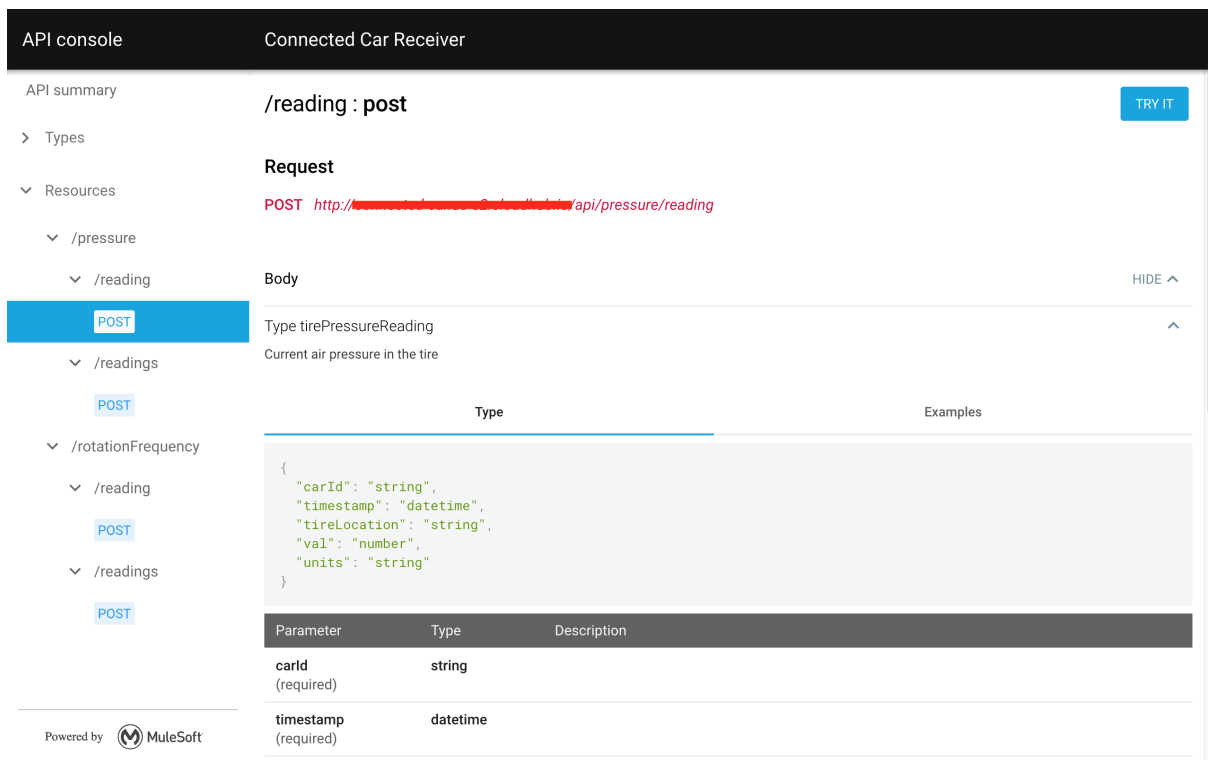 API console
Connected Car Receiver
API summary
Types
Resources
/pressure
/reading
POST
/readings
POST
/rotationFrequency
/reading
POST
/readings
POST
Powered by MuleSoft
/reading : post
TRY IT
Request
POST http:///api/pressure/reading
Body
HIDE
Type tirePressureReading
Current air pressure in the tire
Type Examples
{
"carId": "string",
"timestamp": "datetime",
"tireLocation": "string",
"val": "number",
"units": "string"
}
Parameter Type Description
carId string
(required)
timestamp datetime
(required)